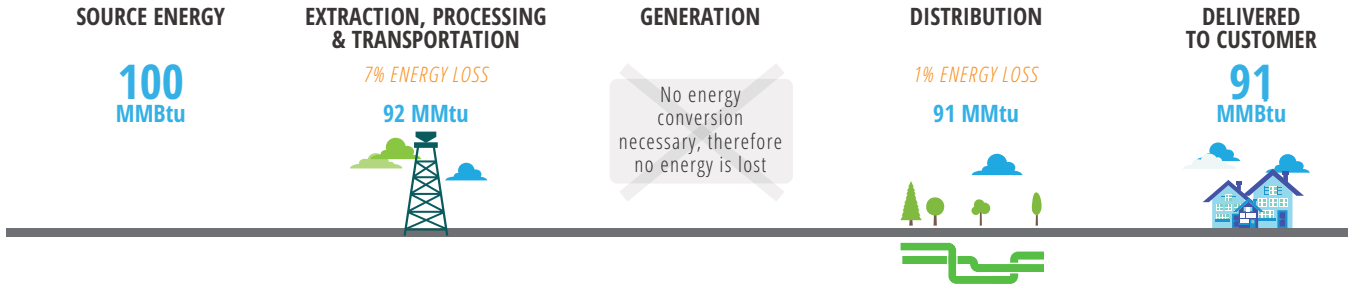 SOURCE ENERGY
100
MMBtu
EXTRACTION, PROCESSING
& TRANSPORTATION
7% ENERGY LOSS
92 MMtu
GENERATION
No energy
conversion
necessary, therefore
no energy is lost
DISTRIBUTION
1% ENERGY LOSS
91 MMtu
DELIVERED
TO CUSTOMER
91
MMBtu